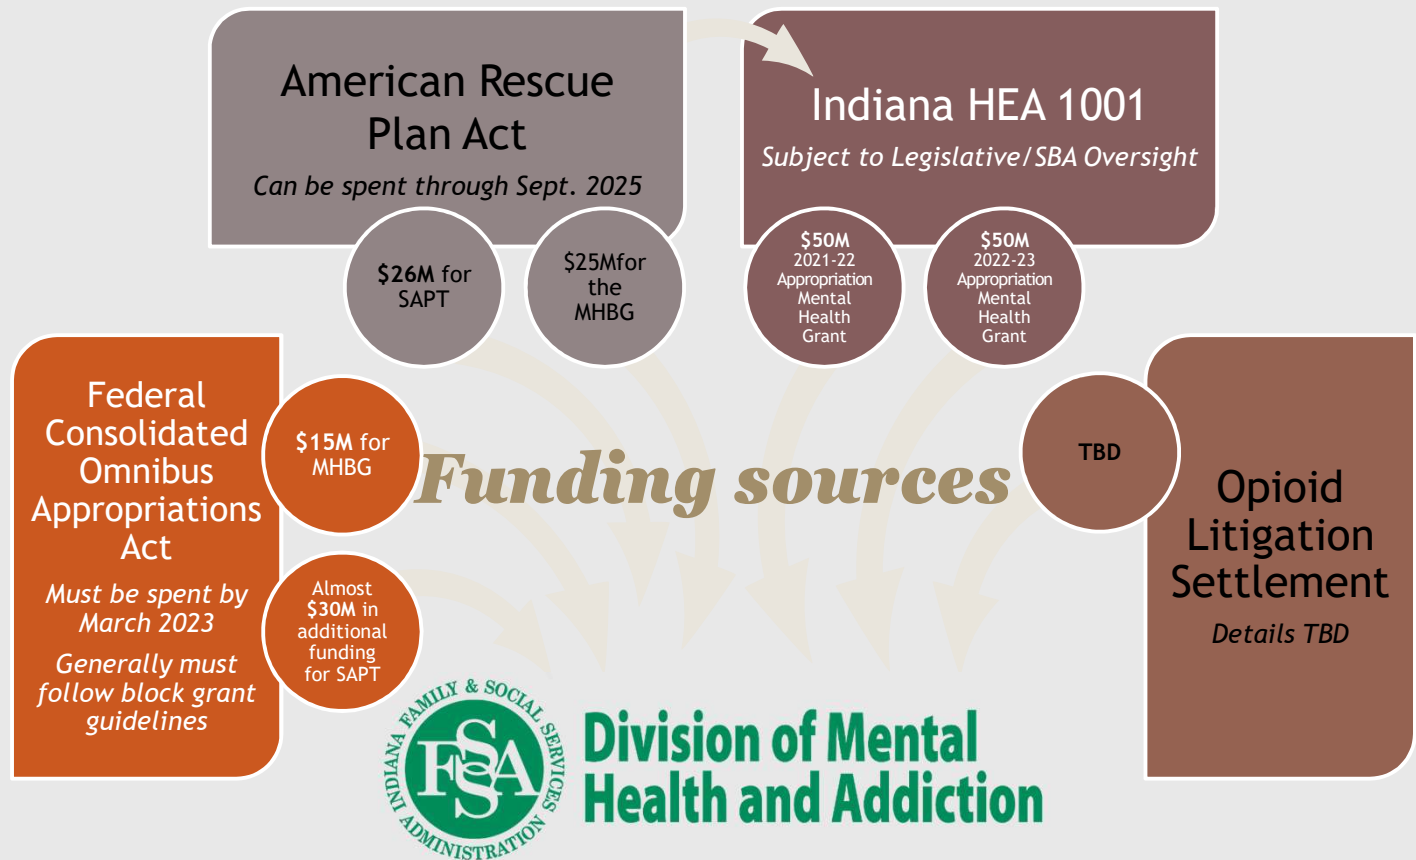 American Rescue
Plan Act
Can be spent through Sept. 2025
$26M for
SAPT
$25Mfor
the
MHBG
Indiana HEA 1001
Subject to Legislative/SBA Oversight
$50M
2021-22
Appropriation
Mental
Health
Grant
$50M
2022-23
Appropriation
Mental
Health
Grant
Federal
Consolidated
Omnibus
Appropriations
Act
Must be spent by
March 2023
Generally must
follow block grant
guidelines
$15M for
MHBG
Almost
$30M in
additional
funding
for SAPT
Funding sources
TBD
Opioid
Litigation
Settlement
Details TBD
INDIANA FAMILY & SOCIAL SERVICES ADMINISTRATION
FSSA
Division of Mental
Health and Addiction